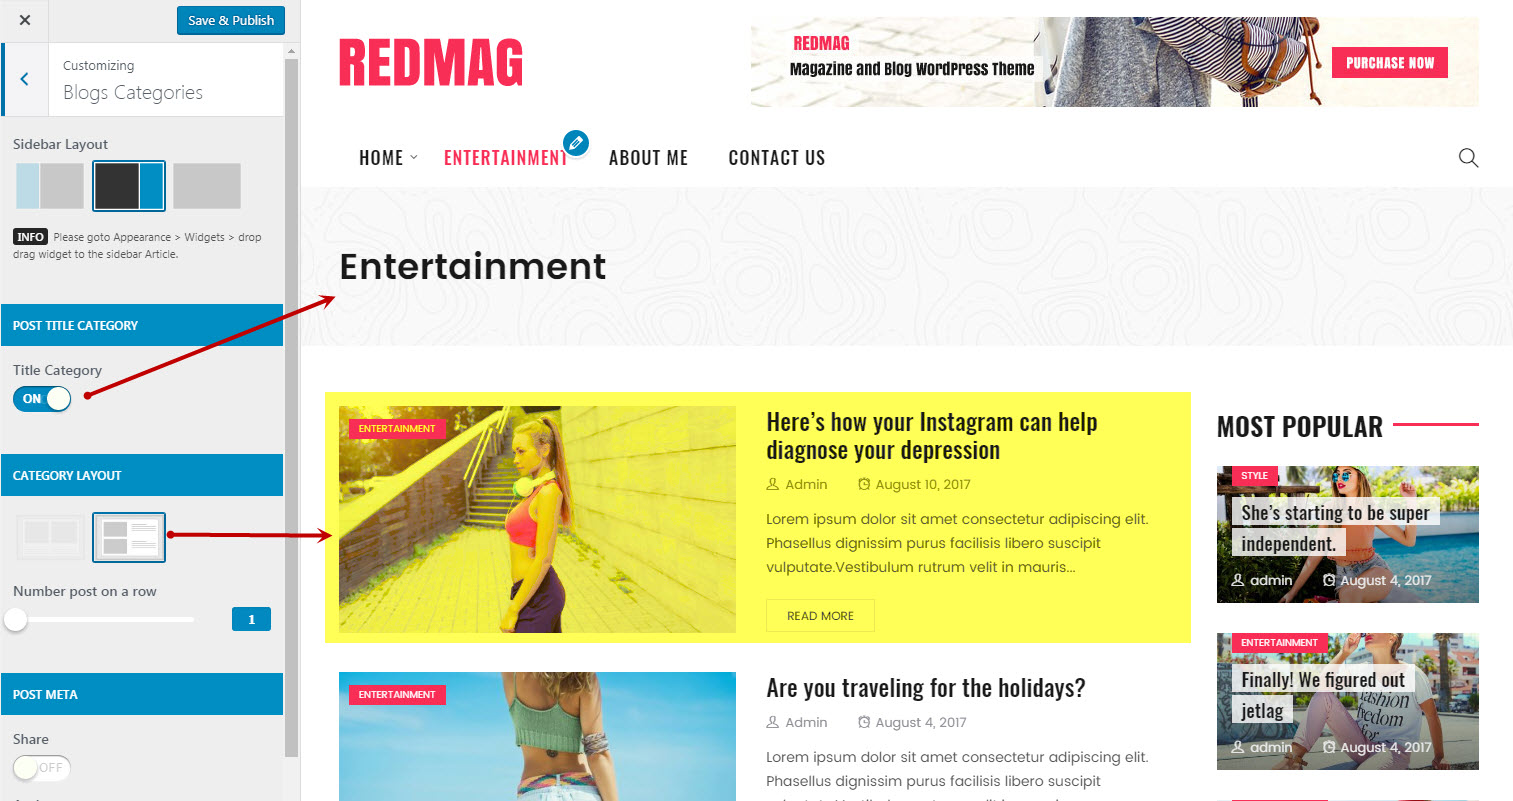 Save & Publish
Customizing
Blogs Categories
Sidebar Layout
INFO Please goto Appearance > Widgets > drop
drag widget to the sidebar Article.
POST TITLE CATEGORY
Title Category
ON
CATEGORY LAYOUT
Number post on a row
1
POST META
Share
OFF
REDMAG
REDMAG
Magazine and Blog WordPress Theme
PURCHASE NOW
HOME
ENTERTAINMENT
ABOUT ME
CONTACT US
Entertainment
ENTERTAINMENT
Here's how your Instagram can help
diagnose your depression
Admin August 10, 2017
Lorem ipsum dolor sit amet consectetur adipiscing elit.
Phasellus dignissim purus facilisis libero suscipit
vulputate.Vestibulum rutrum velit in mauris...
READ MORE
ENTERTAINMENT
Are you traveling for the holidays?
Admin August 4, 2017
Lorem ipsum dolor sit amet consectetur adipiscing elit.
Phasellus dignissim purus facilisis libero suscipit
MOST POPULAR
STYLE
She's starting to be super
independent.
admin August 4, 2017
ENTERTAINMENT
Finally! We figured out
jetlag
fashion
freedom
for
admin August 4, 2017